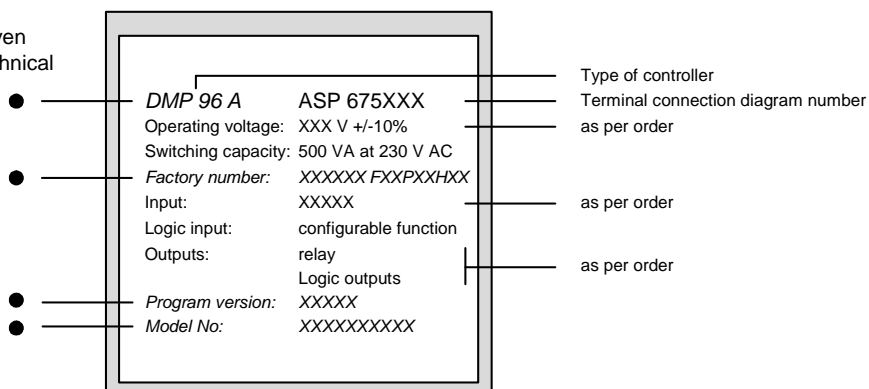 ven
hnical
Type of controller
DMP 96 A ASP 675XXX Terminal connection diagram number
Operating voltage: XXX V +/-10% as per order
Switching capacity: 500 VA at 230 V AC
Factory number: XXXXXX FXXPXXHXX
Input: XXXXX as per order
Logic input: configurable function
Outputs: relay as per order
Logic outputs
Program version: XXXXX
Model No: XXXXXXXXXX